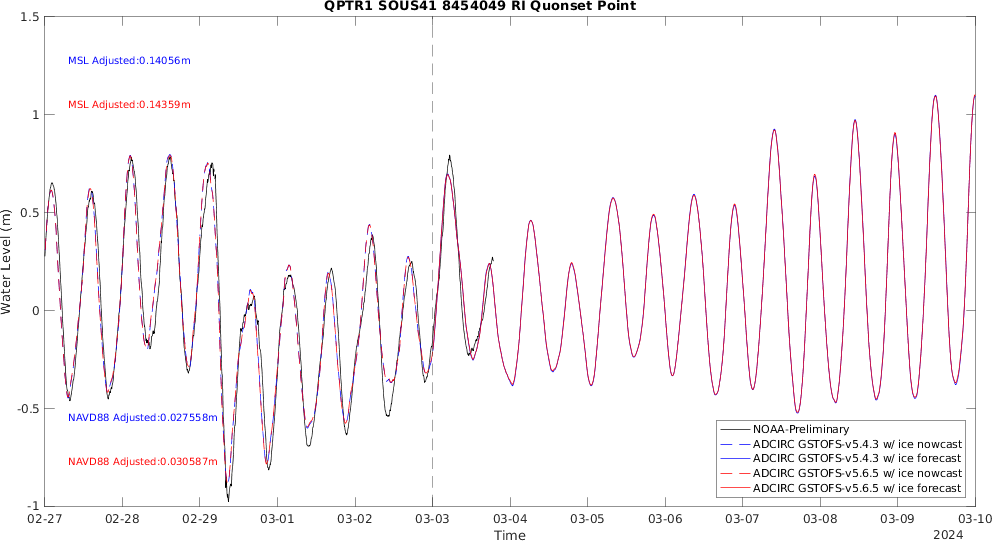 QPTR1 SOUS41 8454049 RI Quonset Point
1.5
1
0.5
0
-0.5
-1
Water Level (m)
MSL Adjusted:0.14056m
MSL Adjusted:0.14359m
NAVD88 Adjusted:0.027558m
NAVD88 Adjusted:0.030587m
NOAA-Preliminary
ADCIRC GSTOFS-v5.4.3 w/ ice nowcast
ADCIRC GSTOFS-v5.4.3 w/ ice forecast
ADCIRC GSTOFS-v5.6.5 w/ ice nowcast
ADCIRC GSTOFS-v5.6.5 w/ ice forecast
02-27 02-28 02-29 03-01 03-02 03-03 03-04 03-05 03-06 03-07 03-08 03-09 03-10
Time
2024